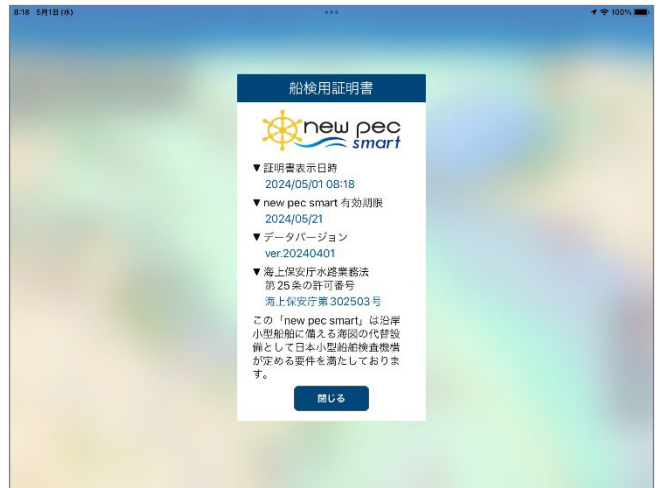 8:18 5月1日(水)
100%
船検用証明書
new pec
smart
▼証明書表示日時
2024/05/01 08:18
▼new pec smart 有効期限
2024/05/21
▼データバージョン
ver.20240401
▼海上保安庁水路業務法
第25条の許可番号
海上保安庁第302503号
この「new pec smart」は沿岸
小型船舶に備える海図の代替設
備として日本小型船舶検査機構
が定める要件を満たしておりま
す。
閉じる